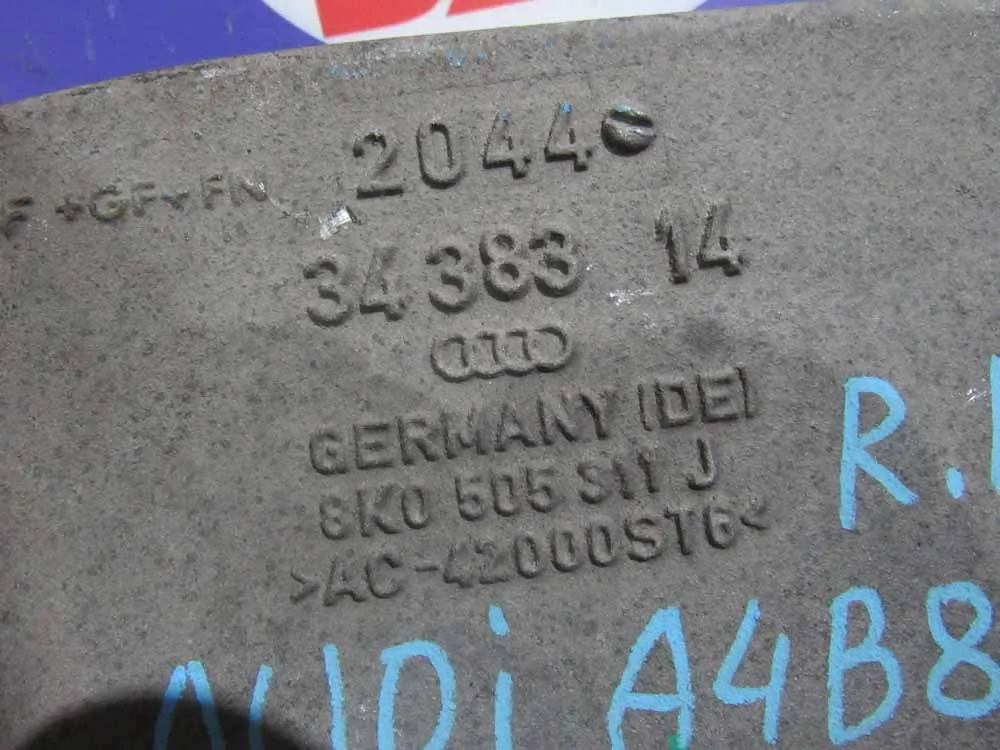 2044
F +GF+ FN
34 383 14
GERMANY (DE)
8K0 505 311 J
>AC-42000ST6<
R.
AUDi A4B8